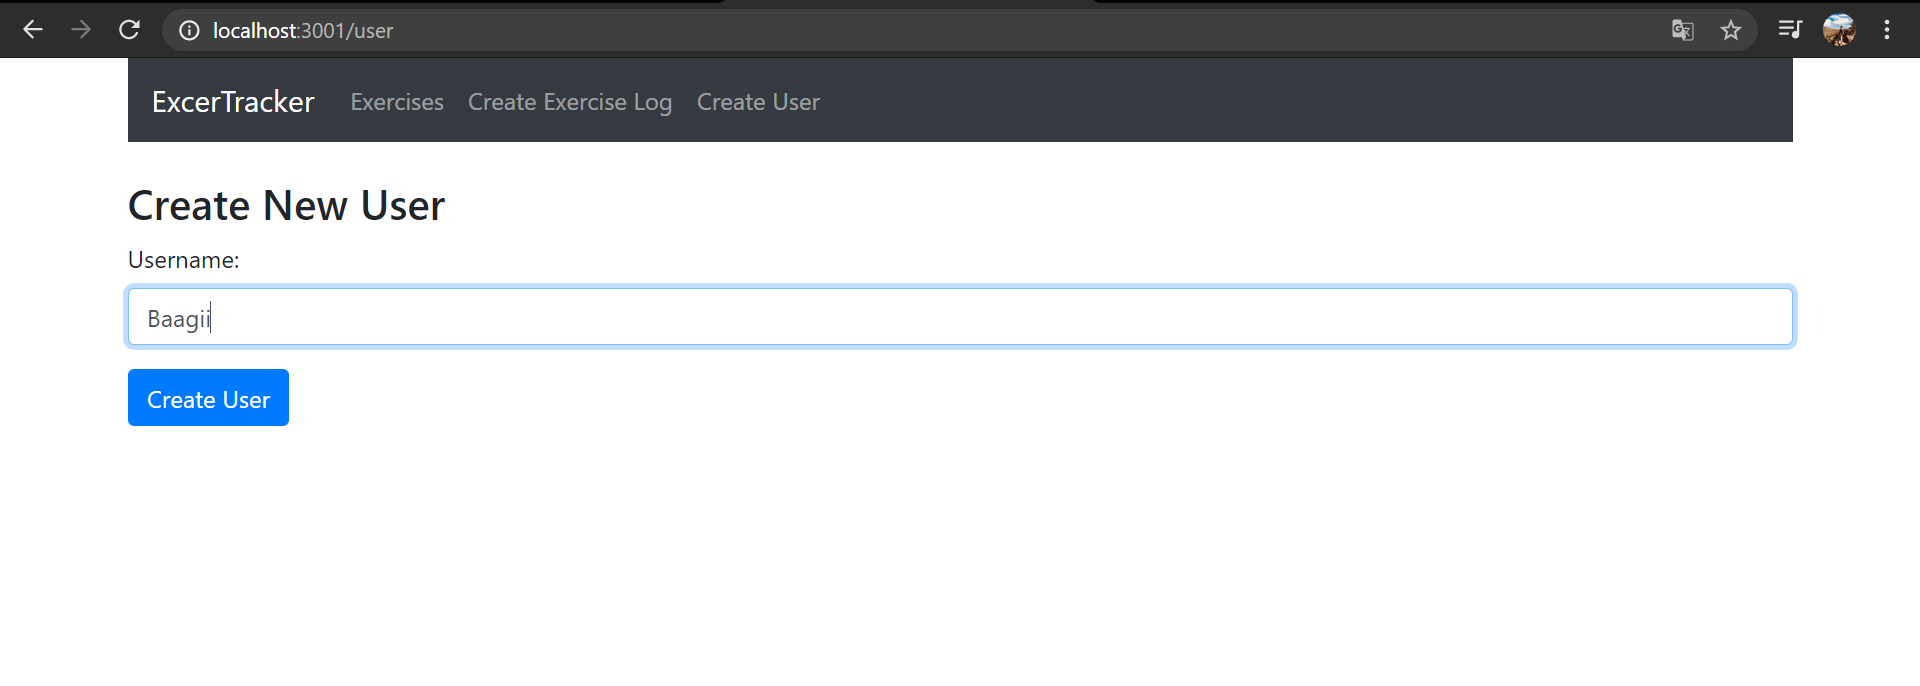 localhost:3001/user
ExcerTracker Exercises Create Exercise Log Create User
Create New User
Username:
Baagii
Create User